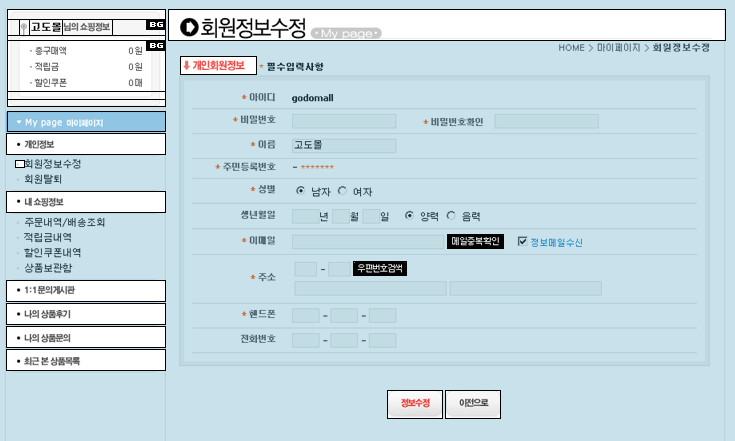 고도몰님의 쇼핑정보 BG
BG
· 총구매액 0원
· 적립금 0원
· 할인쿠폰 0매
My page 마이페이지
• 개인정보
회원정보수정
· 회원탈퇴
• 내 쇼핑정보
· 주문내역/배송조회
· 적립금내역
· 할인쿠폰내역
· 상품보관함
• 1:1문의게시판
• 나의 상품후기
• 나의 상품문의
• 최근 본 상품목록
회원정보수정 My page
HOME > 마이페이지 > 회원정보수정
개인회원정보 * 필수입력사항
* 아이디 godomall
* 비밀번호 * 비밀번호확인
* 이름 고도몰
* 주민등록번호 - *******
* 성별 남자 여자
생년월일 년 월 일 양력 음력
* 이메일 메일중복확인 정보메일수신
* 주소 - 우편번호검색
* 핸드폰 - -
전화번호 - -
정보수정 이전으로